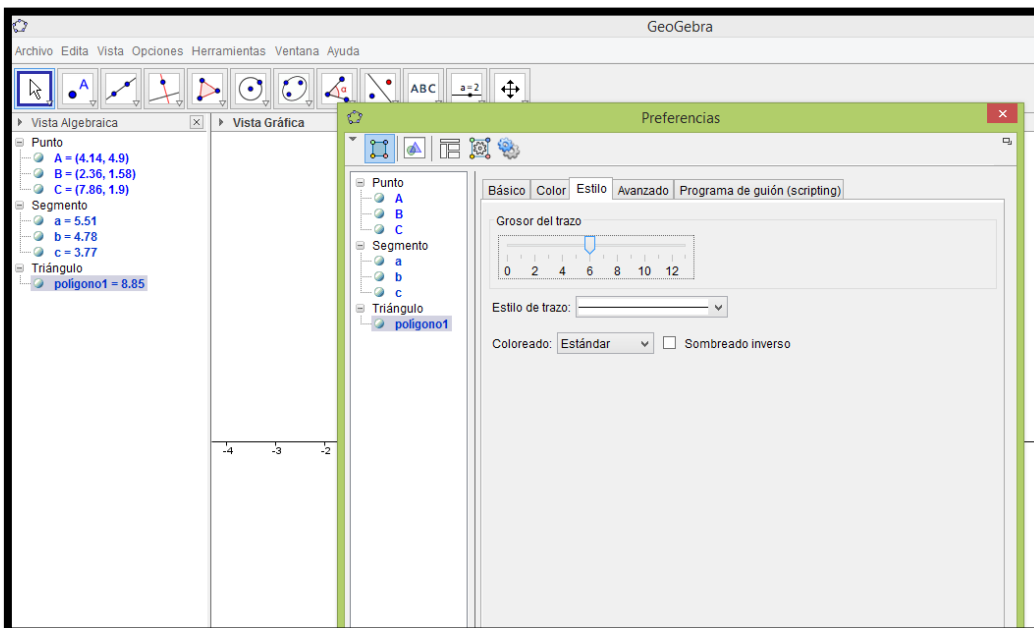 GeoGebra
Archivo Edita Vista Opciones Herramientas Ventana Ayuda
A α ABC a=2
Vista Algebraica
Vista Gráfica
Punto
A = (4.14, 4.9)
B = (2.36, 1.58)
C = (7.86, 1.9)
Segmento
a = 5.51
b = 4.78
c = 3.77
Triángulo
polígono1 = 8.85
-4 -3 -2
Preferencias
Punto
A
B
C
Segmento
a
b
c
Triángulo
polígono1
Básico Color Estilo Avanzado Programa de guión (scripting)
Grosor del trazo
0 2 4 6 8 10 12
Estilo de trazo:
Coloreado: Estándar Sombreado inverso